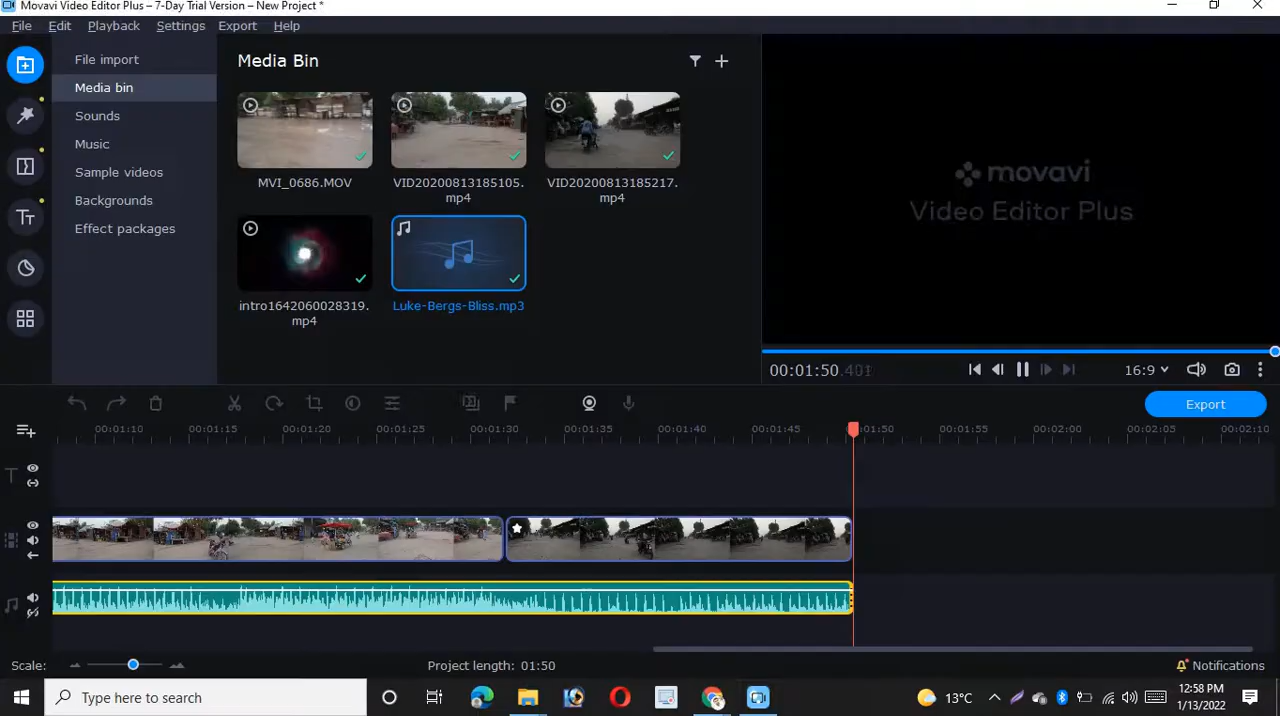 Movavi Video Editor Plus – 7-Day Trial Version – New Project *
File Edit Playback Settings Export Help
File import
Media bin
Sounds
Music
Sample videos
Backgrounds
Effect packages
Media Bin
MVI_0686.MOV
VID20200813185105.
mp4
VID20200813185217.
mp4
intro1642060028319.
mp4
Luke-Bergs-Bliss.mp3
movavi
Video Editor Plus
00:01:50.401
16:9
Export
00:01:10 00:01:15 00:01:20 00:01:25 00:01:30 00:01:35 00:01:40 00:01:45 00:01:50 00:01:55 00:02:00 00:02:05 00:02:10
Scale:
Project length: 01:50
Notifications
Type here to search
13°C
12:58 PM
1/13/2022